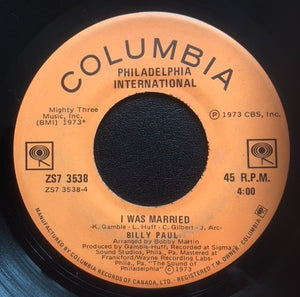 COLUMBIA
PHILADELPHIA
INTERNATIONAL
Mighty Three
Music, Inc.
(BMI) 1973*
Ⓟ 1973 CBS, Inc.
ZS7 3538
45 R.P.M.
ZS7 3538-4
4:00
I WAS MARRIED
K. Gamble - L. Huff - C. Gilbert - J. Arc-
BILLY PAUL
Arranged by Bobby Martin
Produced by Gamble-Huff, Recorded at Sigma
Sound Studios, Phila., Pa. Mastered at
Frankford/Wayne Recording Labs-
Phila., Pa. "The Sound of
Philadelphia" ©1973
BY COLUMBIA RECORDS OF CANADA, LTD.